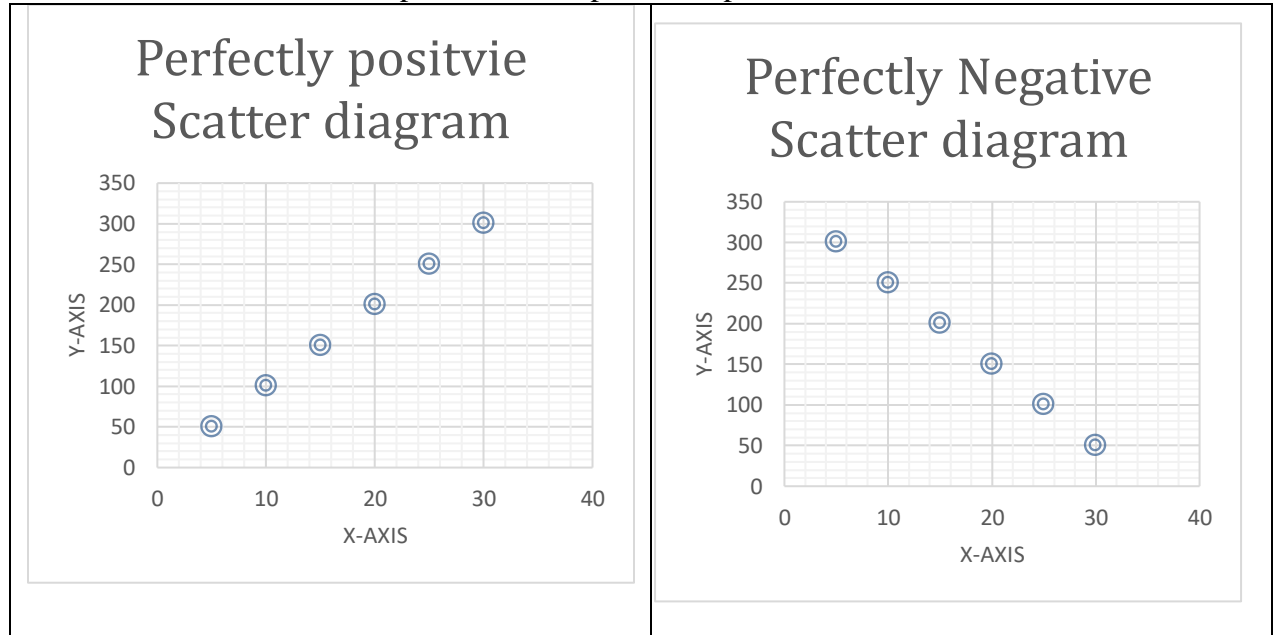 Perfectly positvie
Scatter diagram
350
300
250
200
150
100
50
0
0 10 20 30 40
Y-AXIS
X-AXIS
Perfectly Negative
Scatter diagram
350
300
250
200
150
100
50
0
0 10 20 30 40
Y-AXIS
X-AXIS